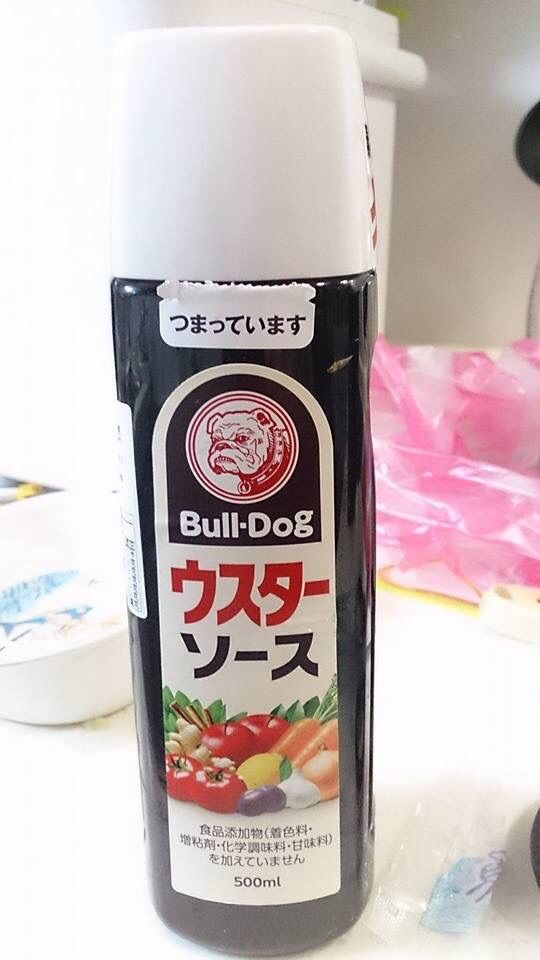 つまっています
Bull-Dog
ウスター
ソース
食品添加物(着色料・
増粘剤・化学調味料・甘味料)
を加えていません
500ml